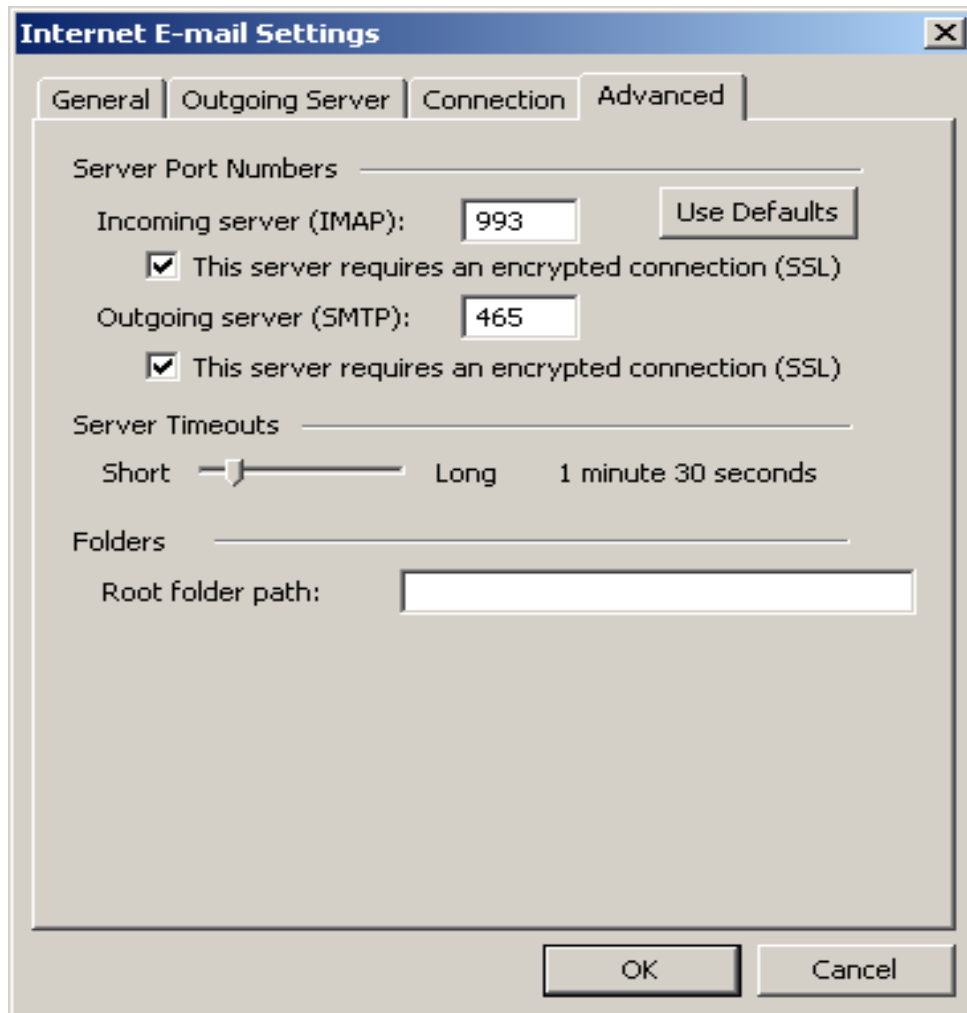 Internet E-mail Settings
General Outgoing Server Connection Advanced
Server Port Numbers
Incoming server (IMAP): 993 Use Defaults
This server requires an encrypted connection (SSL)
Outgoing server (SMTP): 465
This server requires an encrypted connection (SSL)
Server Timeouts
Short Long 1 minute 30 seconds
Folders
Root folder path:
OK Cancel